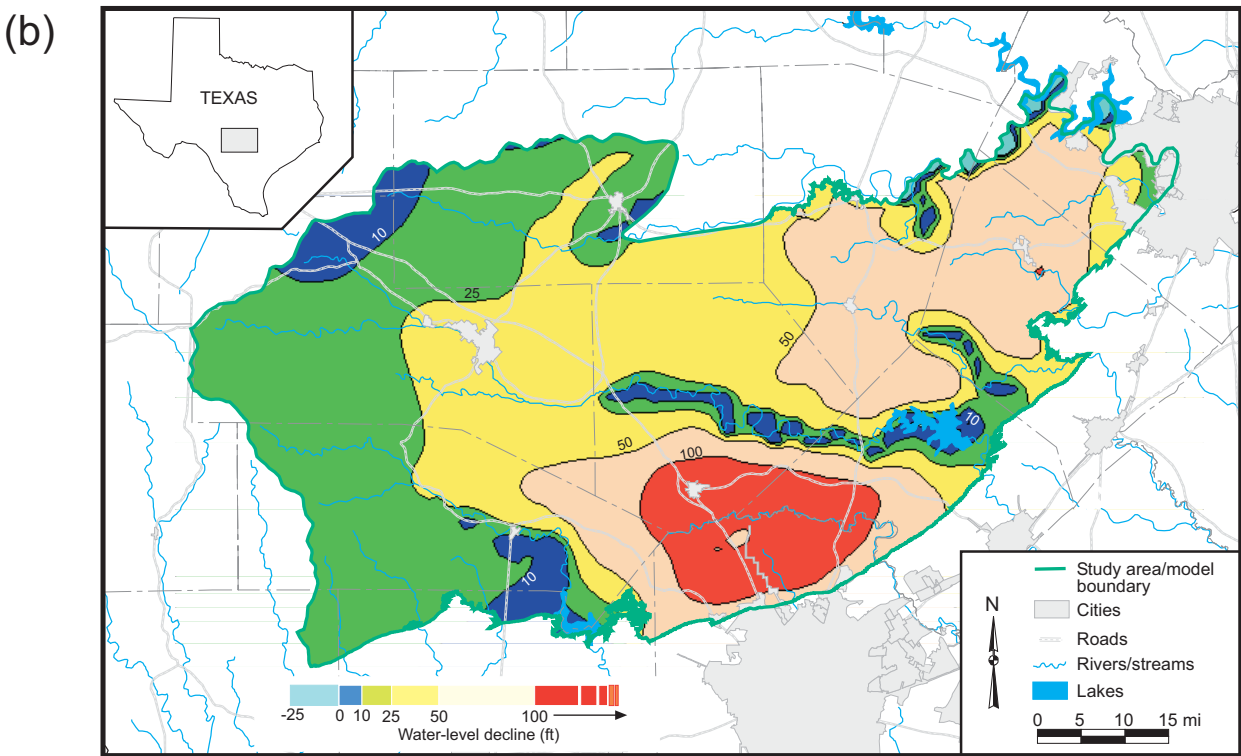 (b)
TEXAS
10
25
50
50
100
10
10
N
Study area/model
boundary
Cities
Roads
Rivers/streams
Lakes
0 5 10 15 mi
-25 0 10 25 50 100
Water-level decline (ft)